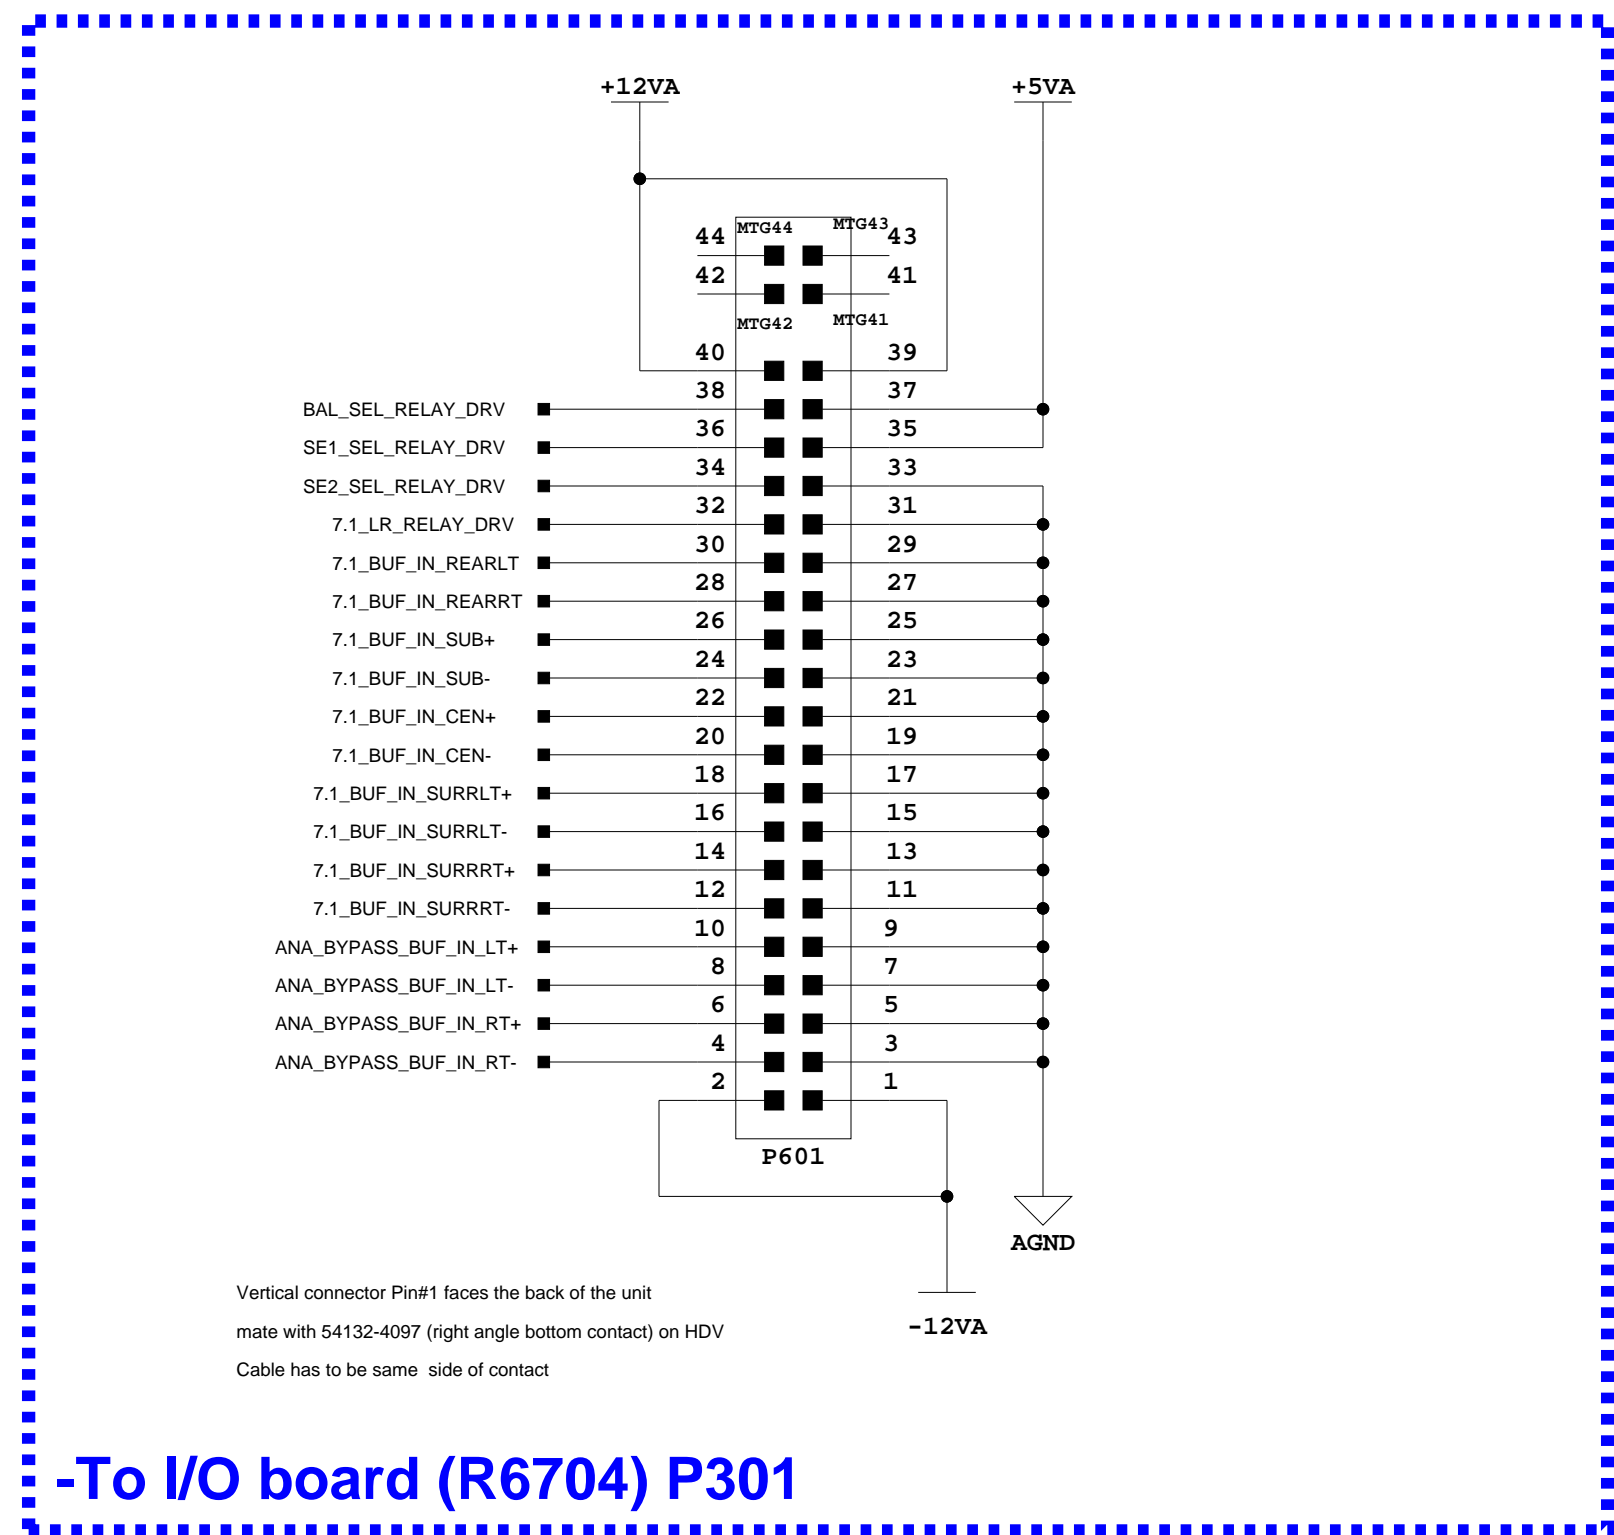 +12VA +5VA
MTG44 MTG43
44 43
42 41
MTG42 MTG41
40 39
38 37
BAL_SEL_RELAY_DRV
36 35
SE1_SEL_RELAY_DRV
34 33
SE2_SEL_RELAY_DRV
32 31
7.1_LR_RELAY_DRV
30 29
7.1_BUF_IN_REARLT
28 27
7.1_BUF_IN_REARRT
26 25
7.1_BUF_IN_SUB+
24 23
7.1_BUF_IN_SUB-
22 21
7.1_BUF_IN_CEN+
20 19
7.1_BUF_IN_CEN-
18 17
7.1_BUF_IN_SURRLT+
16 15
7.1_BUF_IN_SURRLT-
14 13
7.1_BUF_IN_SURRRT+
12 11
7.1_BUF_IN_SURRRT-
10 9
ANA_BYPASS_BUF_IN_LT+
8 7
ANA_BYPASS_BUF_IN_LT-
6 5
ANA_BYPASS_BUF_IN_RT+
4 3
ANA_BYPASS_BUF_IN_RT-
2 1
P601
AGND
-12VA
Vertical connector Pin#1 faces the back of the unit
mate with 54132-4097 (right angle bottom contact) on HDV
Cable has to be same  side of contact
-To I/O board (R6704) P301